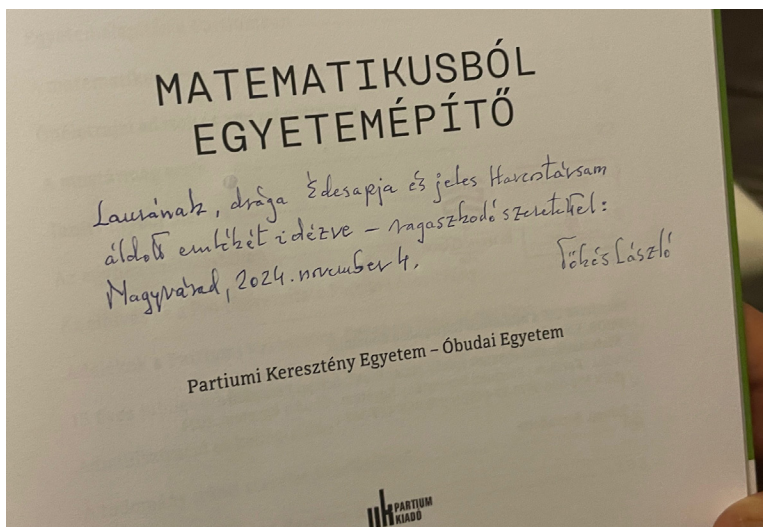 MATEMATIKUSBÓL
EGYETEMÉPÍTŐ
Laurának, drága Édesapja és jeles Harcostársam
áldott emlékét idézve – ragaszkodó szeretettel:
Nagyvárad, 2024. november 4. Tőkés László
Partiumi Keresztény Egyetem – Óbudai Egyetem
PARTIUM
KIADÓ